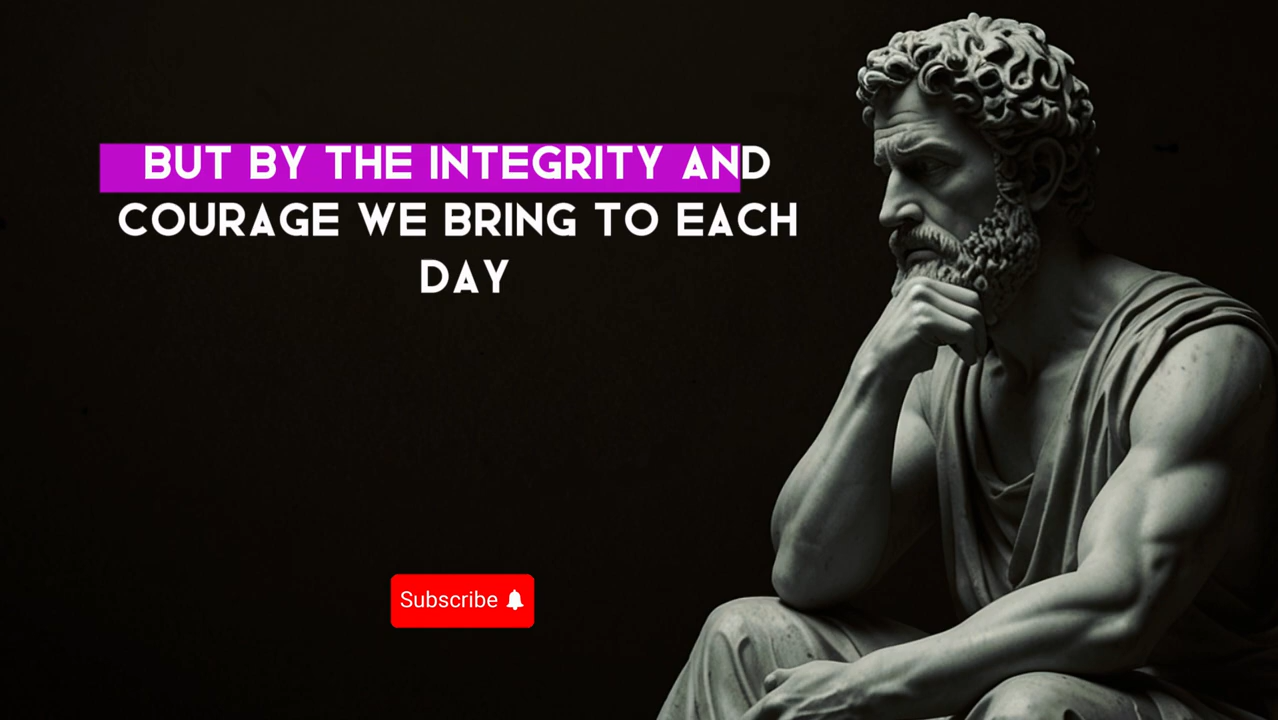 BUT BY THE INTEGRITY AND
COURAGE WE BRING TO EACH
DAY
Subscribe